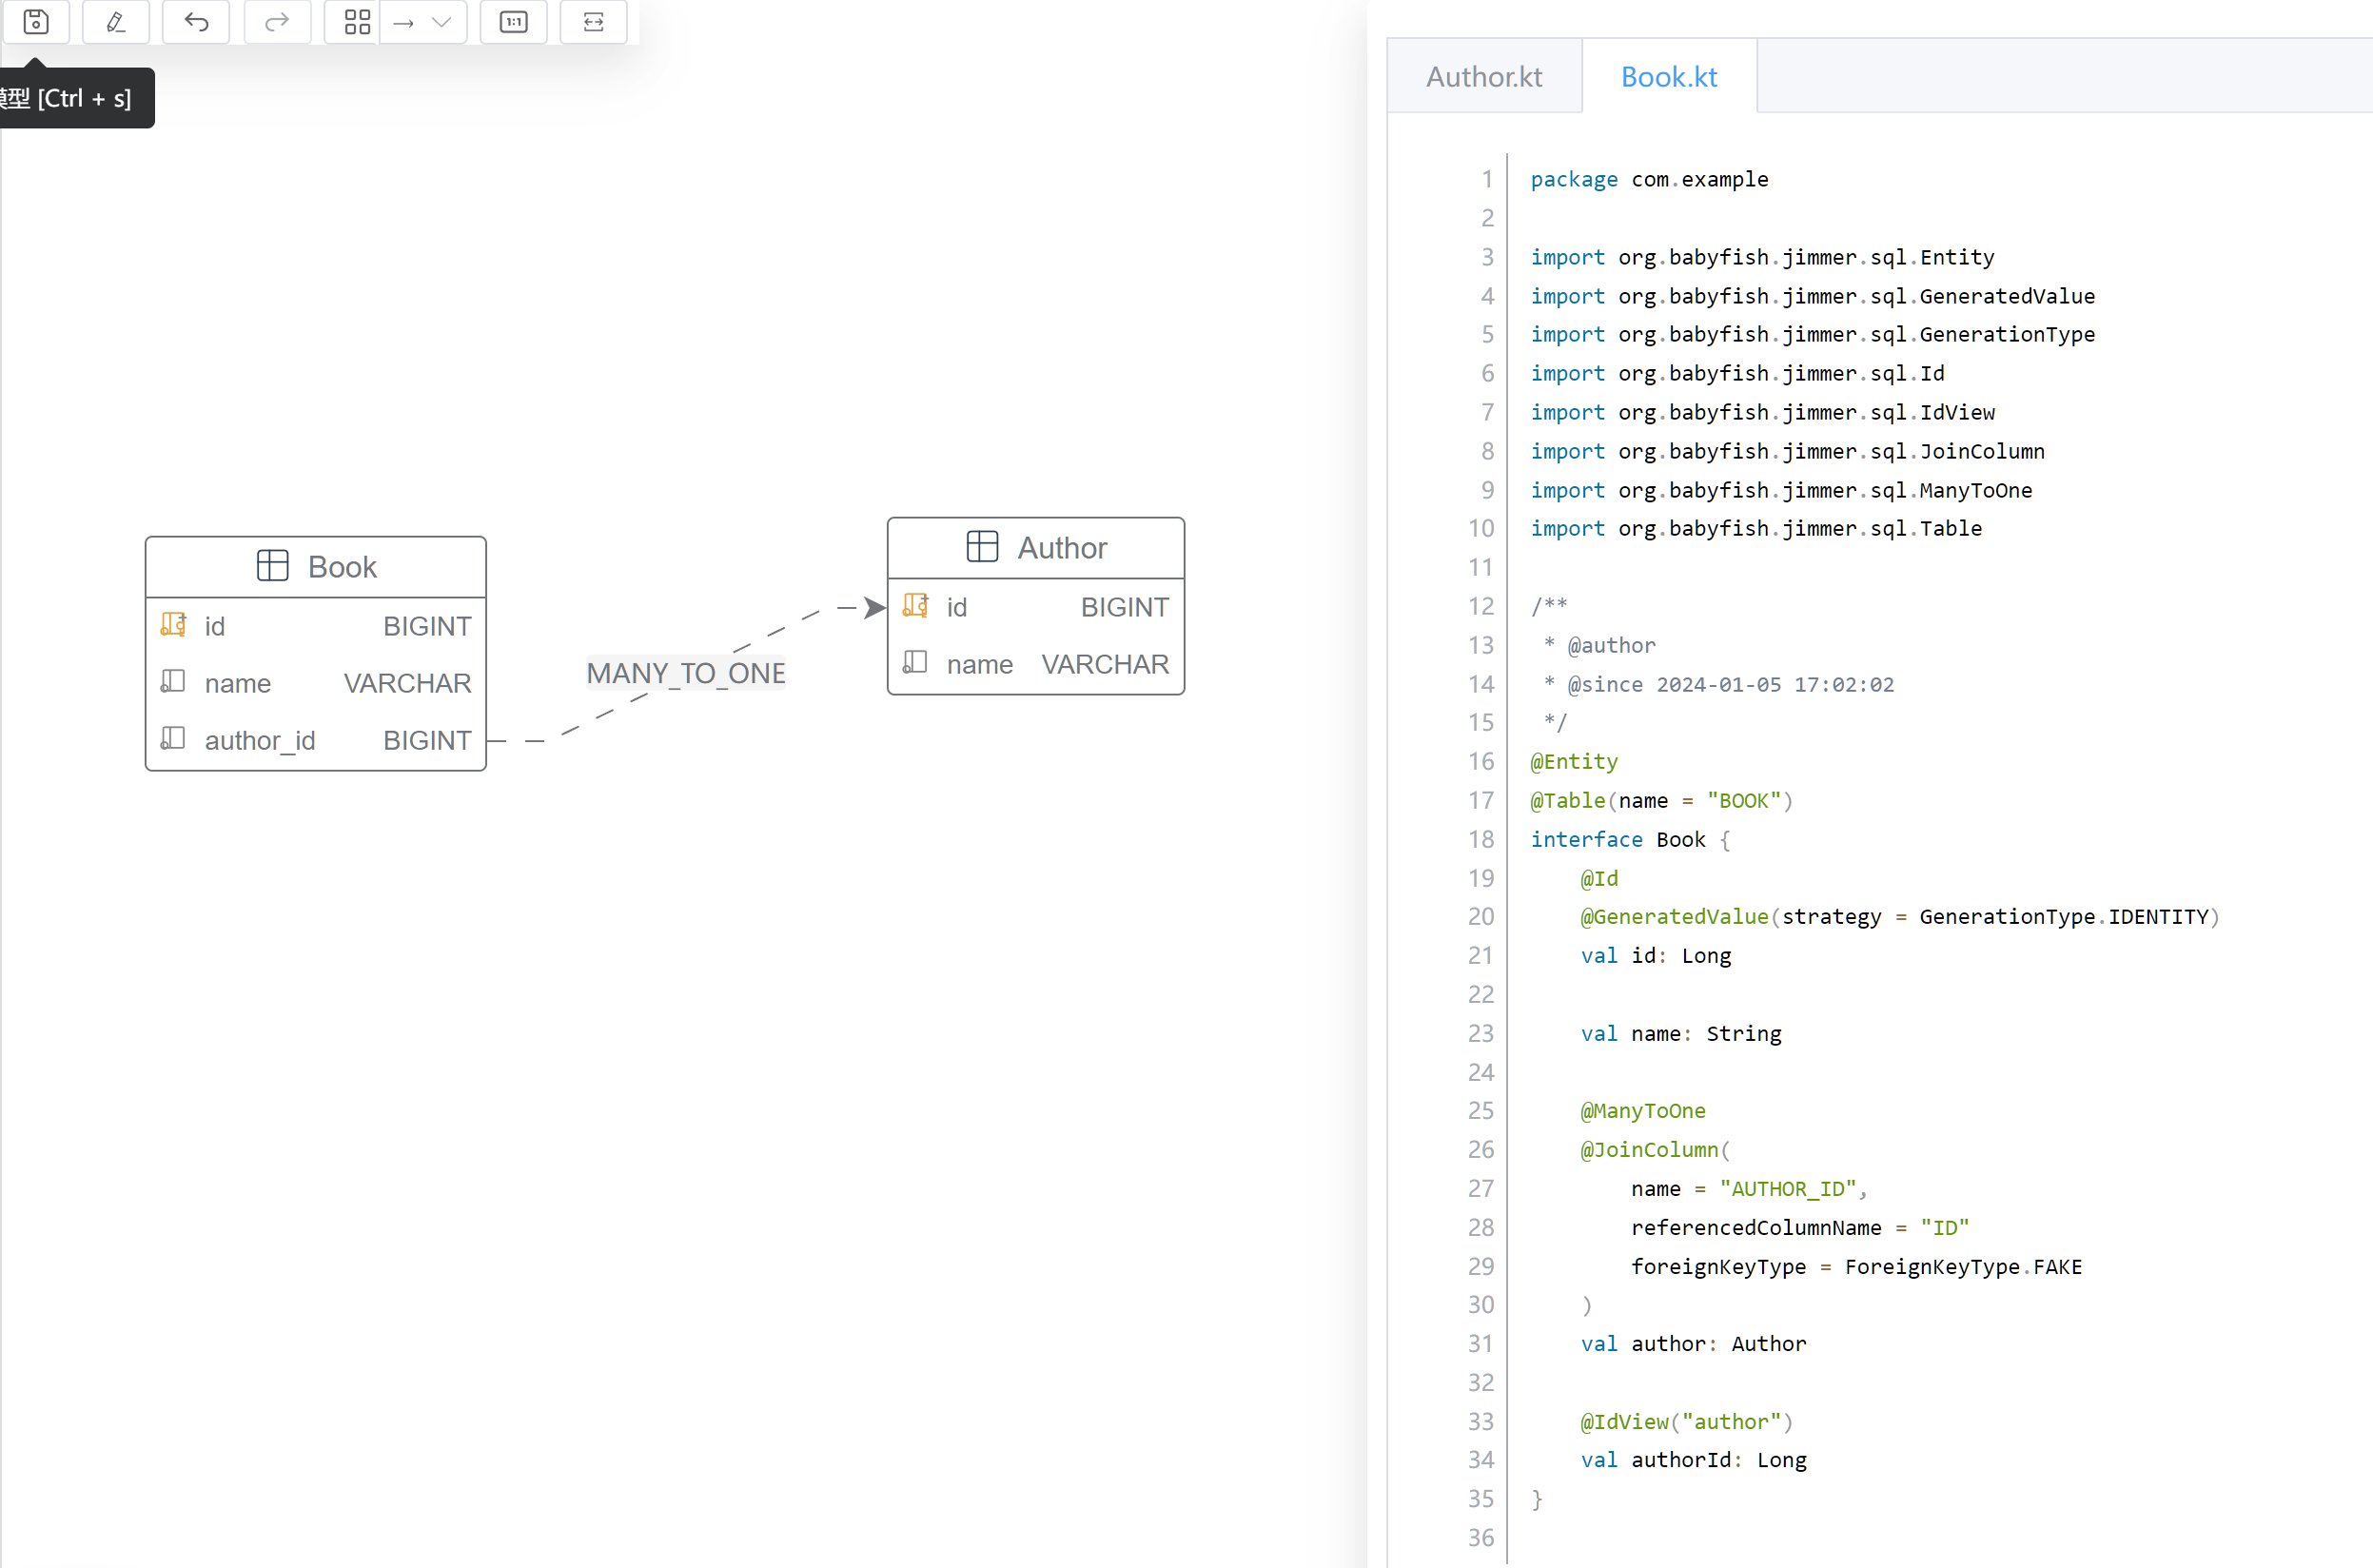 1:1
模型 [Ctrl + s]
Book
id BIGINT
name VARCHAR
author_id BIGINT
MANY_TO_ONE
Author
id BIGINT
name VARCHAR
Author.kt Book.kt
1 package com.example
2
3 import org.babyfish.jimmer.sql.Entity
4 import org.babyfish.jimmer.sql.GeneratedValue
5 import org.babyfish.jimmer.sql.GenerationType
6 import org.babyfish.jimmer.sql.Id
7 import org.babyfish.jimmer.sql.IdView
8 import org.babyfish.jimmer.sql.JoinColumn
9 import org.babyfish.jimmer.sql.ManyToOne
10 import org.babyfish.jimmer.sql.Table
11
12 /**
13  * @author
14  * @since 2024-01-05 17:02:02
15  */
16 @Entity
17 @Table(name = "BOOK")
18 interface Book {
19     @Id
20     @GeneratedValue(strategy = GenerationType.IDENTITY)
21     val id: Long
22
23     val name: String
24
25     @ManyToOne
26     @JoinColumn(
27         name = "AUTHOR_ID",
28         referencedColumnName = "ID"
29         foreignKeyType = ForeignKeyType.FAKE
30     )
31     val author: Author
32
33     @IdView("author")
34     val authorId: Long
35 }
36